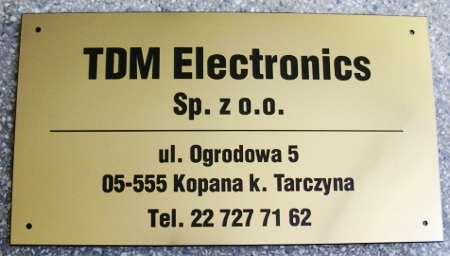 TDM Electronics
Sp. z o.o.
ul. Ogrodowa 5
05-555 Kopana k. Tarczyna
Tel. 22 727 71 62